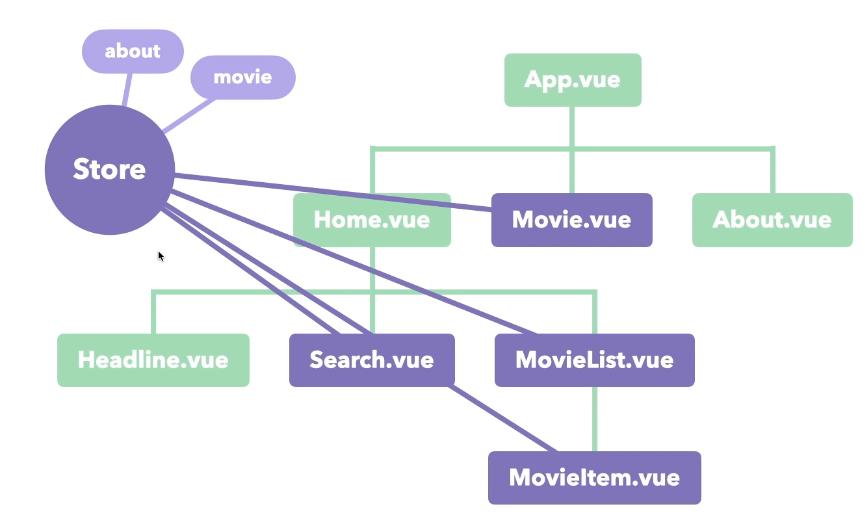 about
movie
App.vue
Store
Home.vue
Movie.vue
About.vue
Headline.vue
Search.vue
MovieList.vue
MovieItem.vue